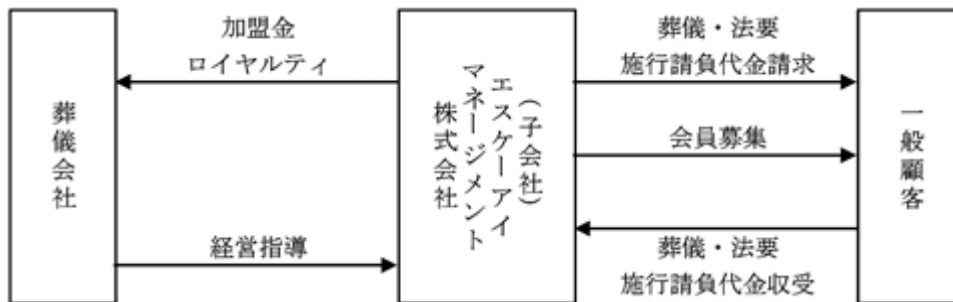 葬儀会社
加盟金
ロイヤルティ
経営指導
（子会社）
エスケーアイ
マネージメント
株式会社
葬儀・法要
施行請負代金請求
会員募集
葬儀・法要
施行請負代金収受
一般顧客